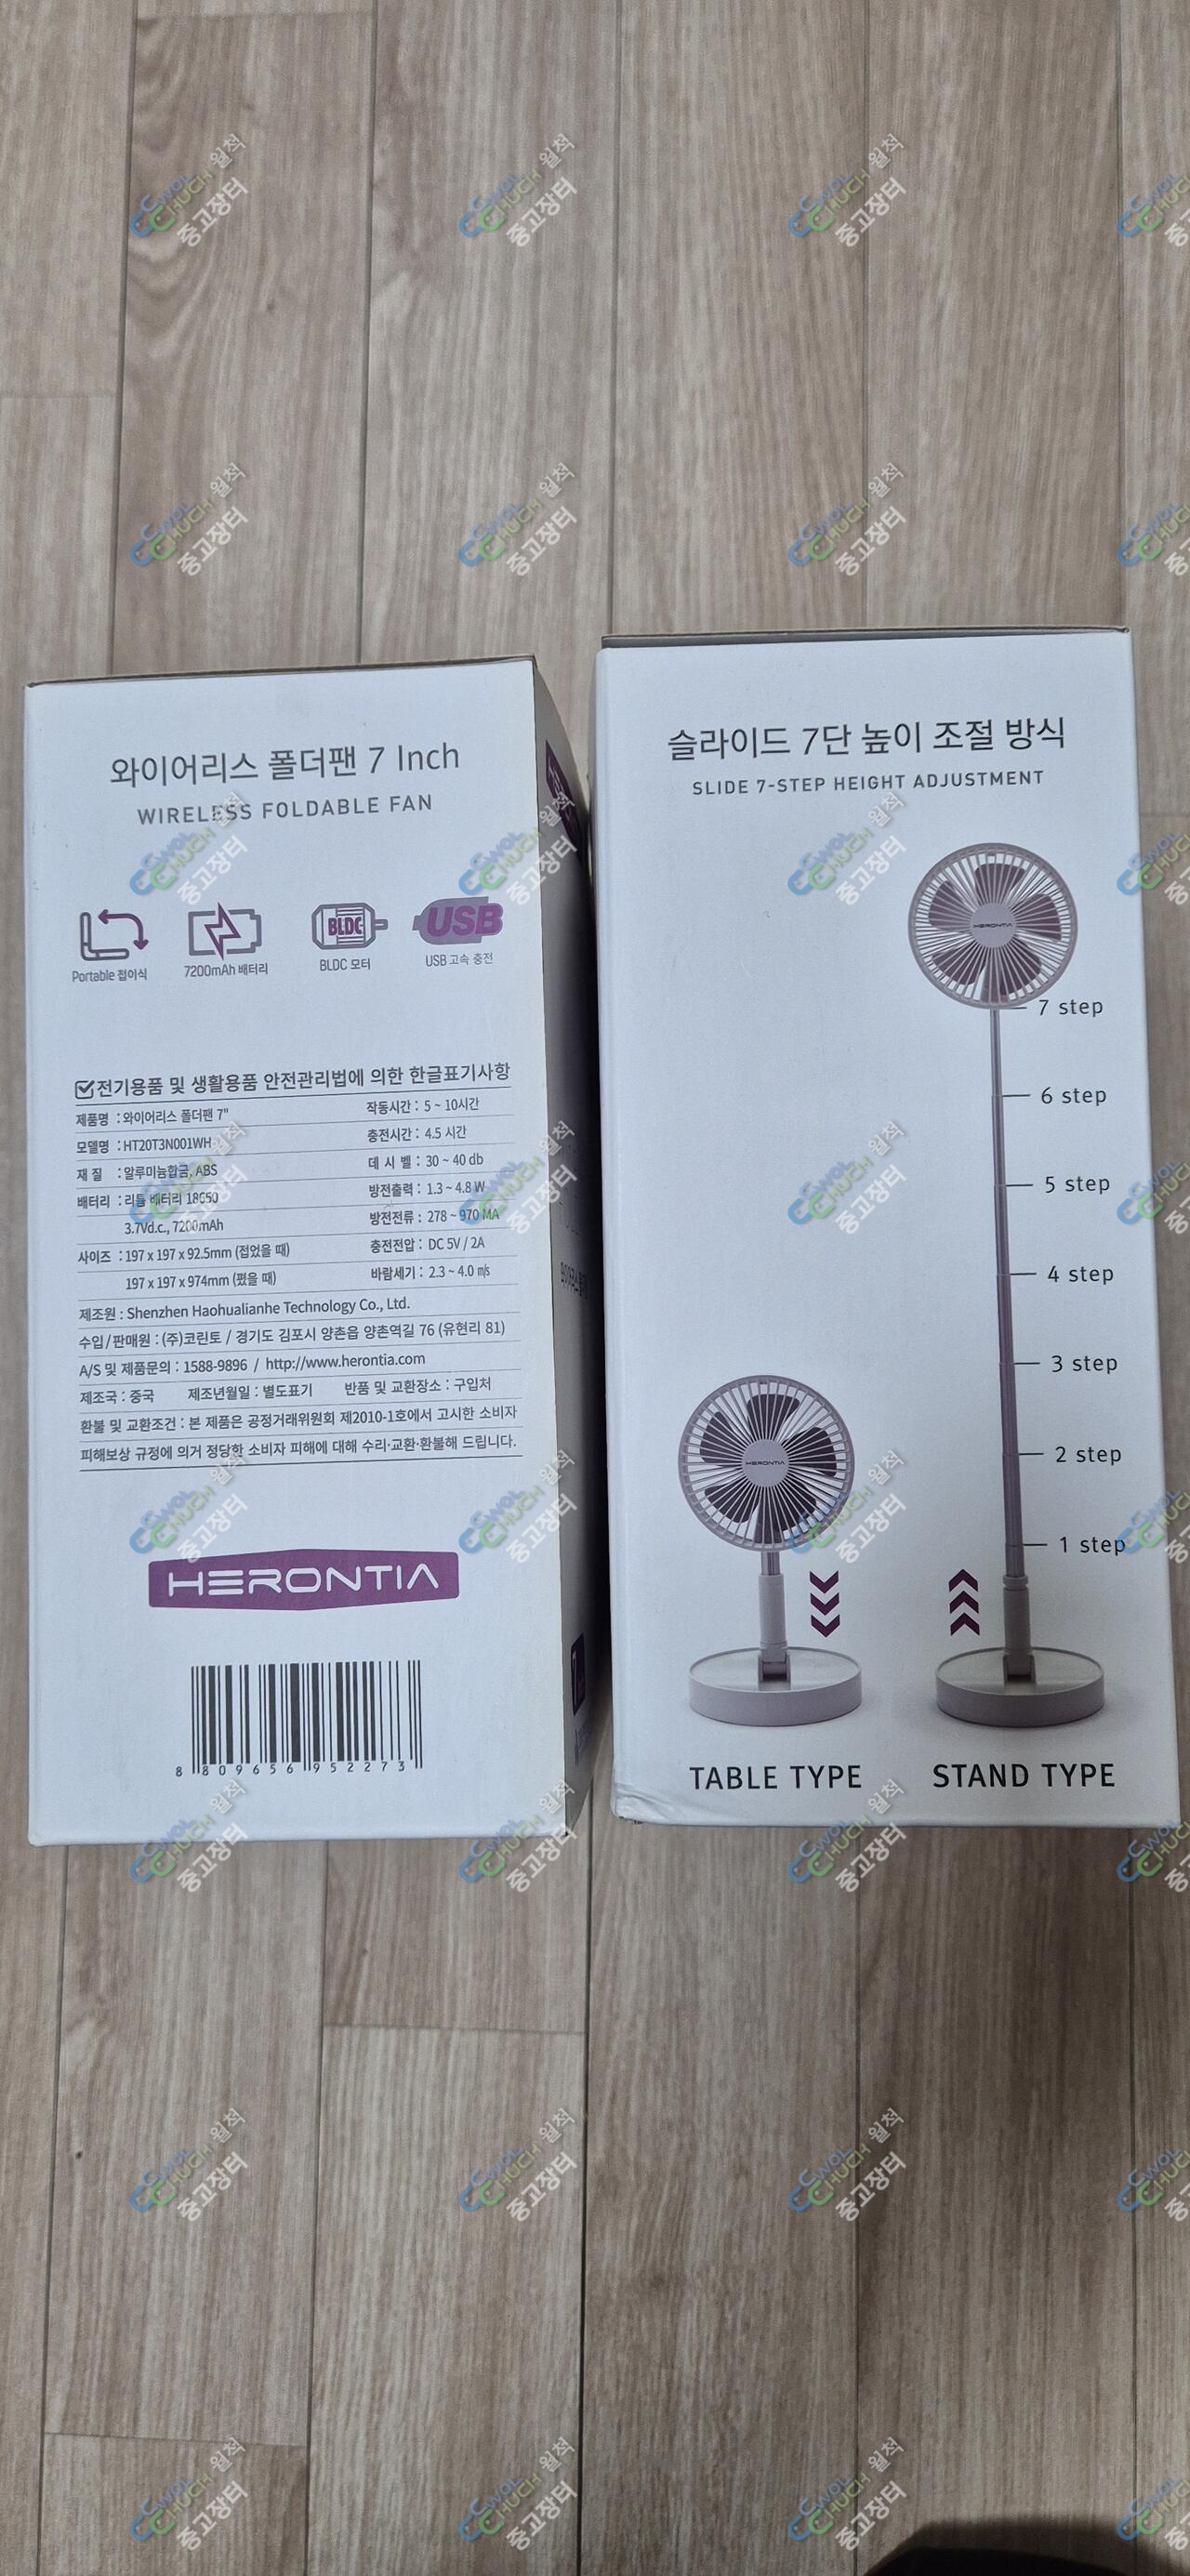 와이어리스 폴더팬 7 Inch
WIRELESS FOLDABLE FAN
Portable 접이식
7200mAh 배터리
BLDC
BLDC 모터
USB
USB 고속 충전
전기용품 및 생활용품 안전관리법에 의한 한글표기사항
제품명 : 와이어리스 폴더팬 7"
작동시간 : 5 ~ 10시간
모델명 : HT20T3N001WH
충전시간 : 4.5 시간
재 질 : 알루미늄합금, ABS
데 시 벨 : 30 ~ 40 db
배터리 : 리튬 배터리 18650
방전출력 : 1.3 ~ 4.8 W
3.7Vd.c., 7200mAh
방전전류 : 278 ~ 970 MA
사이즈 : 197 x 197 x 92.5mm (접었을 때)
충전전압 : DC 5V / 2A
197 x 197 x 974mm (폈을 때)
바람세기 : 2.3 ~ 4.0 ㎧
제조원 : Shenzhen Haohualianhe Technology Co., Ltd.
수입/판매원 : (주)코린토 / 경기도 김포시 양촌읍 양촌역길 76 (유현리 81)
A/S 및 제품문의 : 1588-9896 / http://www.herontia.com
제조국 : 중국 제조년월일 : 별도표기 반품 및 교환장소 : 구입처
환불 및 교환조건 : 본 제품은 공정거래위원회 제2010-1호에서 고시한 소비자
피해보상 규정에 의거 정당한 소비자 피해에 대해 수리·교환·환불해 드립니다.
HERONTIA
8 809656 952273
슬라이드 7단 높이 조절 방식
SLIDE 7-STEP HEIGHT ADJUSTMENT
HERONTIA
7 step
6 step
5 step
4 step
3 step
2 step
1 step
HERONTIA
TABLE TYPE
STAND TYPE
WOL CHUCH 월척
중고장터